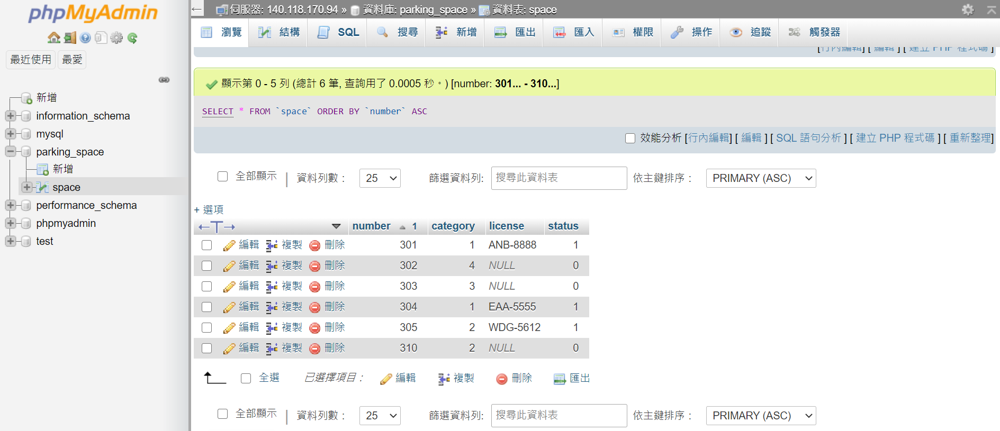 phpMyAdmin
最近使用 最愛
新增
information_schema
mysql
parking_space
新增
space
performance_schema
phpmyadmin
test
伺服器: 140.118.170.94 » 資料庫: parking_space » 資料表: space
瀏覽 結構 SQL 搜尋 新增 匯出 匯入 權限 操作 追蹤 觸發器
[行內編輯] [ 編輯 ] [ 建立 PHP 程式碼 ]
顯示第 0 - 5 列 (總計 6 筆, 查詢用了 0.0005 秒。) [number: 301... - 310...]
SELECT * FROM `space` ORDER BY `number` ASC
效能分析 [行內編輯] [ 編輯 ] [ SQL 語句分析 ] [ 建立 PHP 程式碼 ] [ 重新整理]
全部顯示 | 資料列數： 25 篩選資料列: 搜尋此資料表 依主鍵排序： PRIMARY (ASC)
+ 選項
←T→ number 1 category license status
編輯 複製 刪除 301 1 ANB-8888 1
編輯 複製 刪除 302 4 NULL 0
編輯 複製 刪除 303 3 NULL 0
編輯 複製 刪除 304 1 EAA-5555 1
編輯 複製 刪除 305 2 WDG-5612 1
編輯 複製 刪除 310 2 NULL 0
全選 已選擇項目： 編輯 複製 刪除 匯出
全部顯示 | 資料列數： 25 篩選資料列: 搜尋此資料表 依主鍵排序： PRIMARY (ASC)